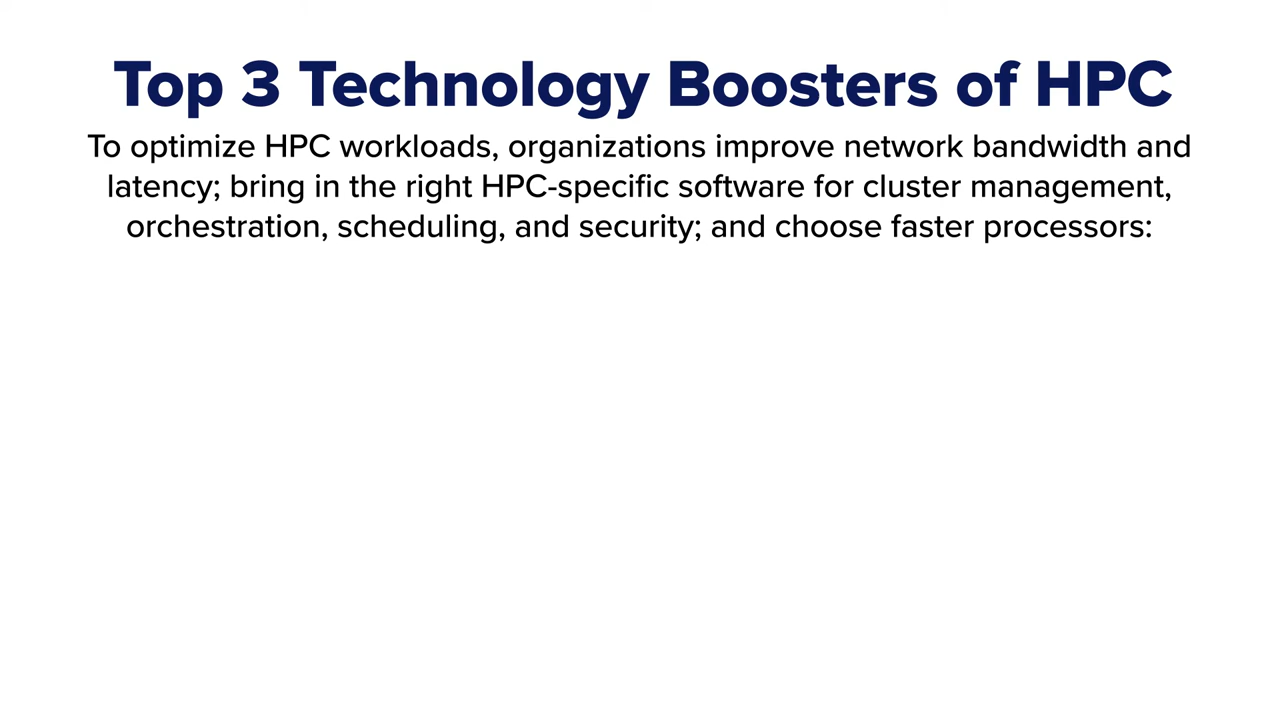 Top 3 Technology Boosters of HPC
To optimize HPC workloads, organizations improve network bandwidth and
latency; bring in the right HPC-specific software for cluster management,
orchestration, scheduling, and security; and choose faster processors: